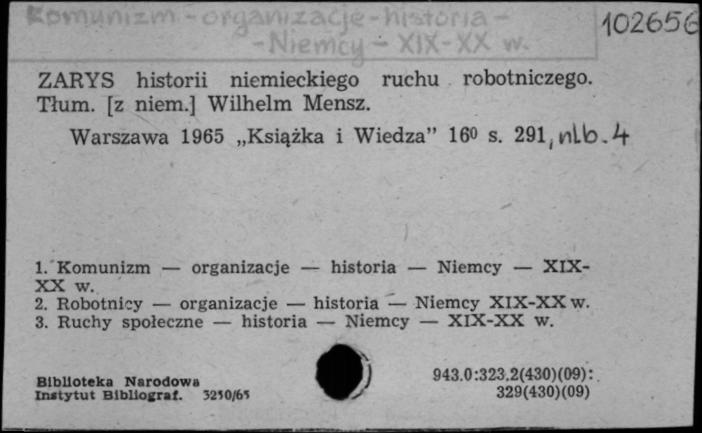 Komunizm - organizacje - historia -
- Niemcy - XIX-XX w.
102656
ZARYS historii niemieckiego ruchu robotniczego.
Tłum. [z niem.] Wilhelm Mensz.
Warszawa 1965 „Książka i Wiedza” 16⁰ s. 291, nlb. 4
1. Komunizm — organizacje — historia — Niemcy — XIX-
XX w.
2. Robotnicy — organizacje — historia — Niemcy XIX-XX w.
3. Ruchy społeczne — historia — Niemcy — XIX-XX w.
943.0:323.2(430)(09):
329(430)(09)
Biblioteka Narodowa
Instytut Bibliograf. 3250/65